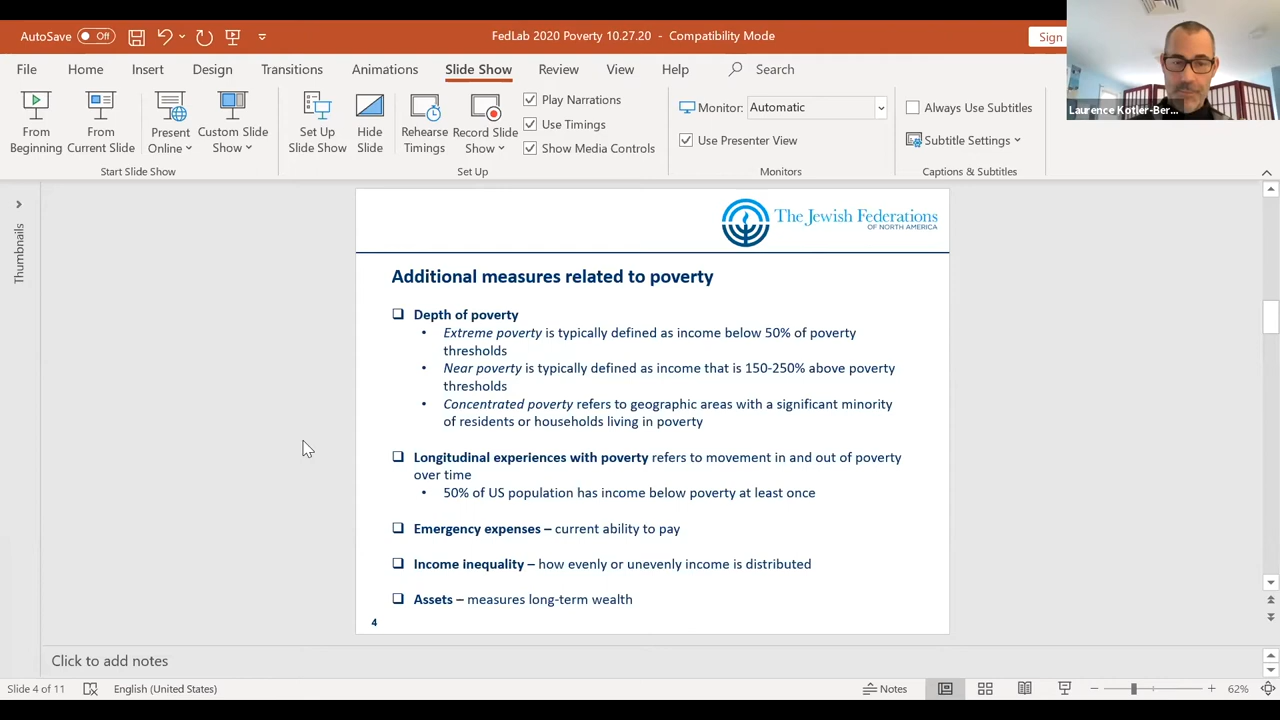 AutoSave Off FedLab 2020 Poverty 10.27.20 - Compatibility Mode Sign
File Home Insert Design Transitions Animations Slide Show Review View Help Search
Laurence Kotler-Ber...
From Beginning
From Current Slide
Present Online
Custom Slide Show
Start Slide Show
Set Up Slide Show
Hide Slide
Rehearse Timings
Record Slide Show
Play Narrations
Use Timings
Show Media Controls
Set Up
Monitor: Automatic
Use Presenter View
Monitors
Always Use Subtitles
Subtitle Settings
Captions & Subtitles
Thumbnails
The Jewish Federations
OF NORTH AMERICA
Additional measures related to poverty
Depth of poverty
• Extreme poverty is typically defined as income below 50% of poverty
thresholds
• Near poverty is typically defined as income that is 150-250% above poverty
thresholds
• Concentrated poverty refers to geographic areas with a significant minority
of residents or households living in poverty
Longitudinal experiences with poverty refers to movement in and out of poverty
over time
• 50% of US population has income below poverty at least once
Emergency expenses – current ability to pay
Income inequality – how evenly or unevenly income is distributed
Assets – measures long-term wealth
4
Click to add notes
Slide 4 of 11 English (United States) Notes 62%